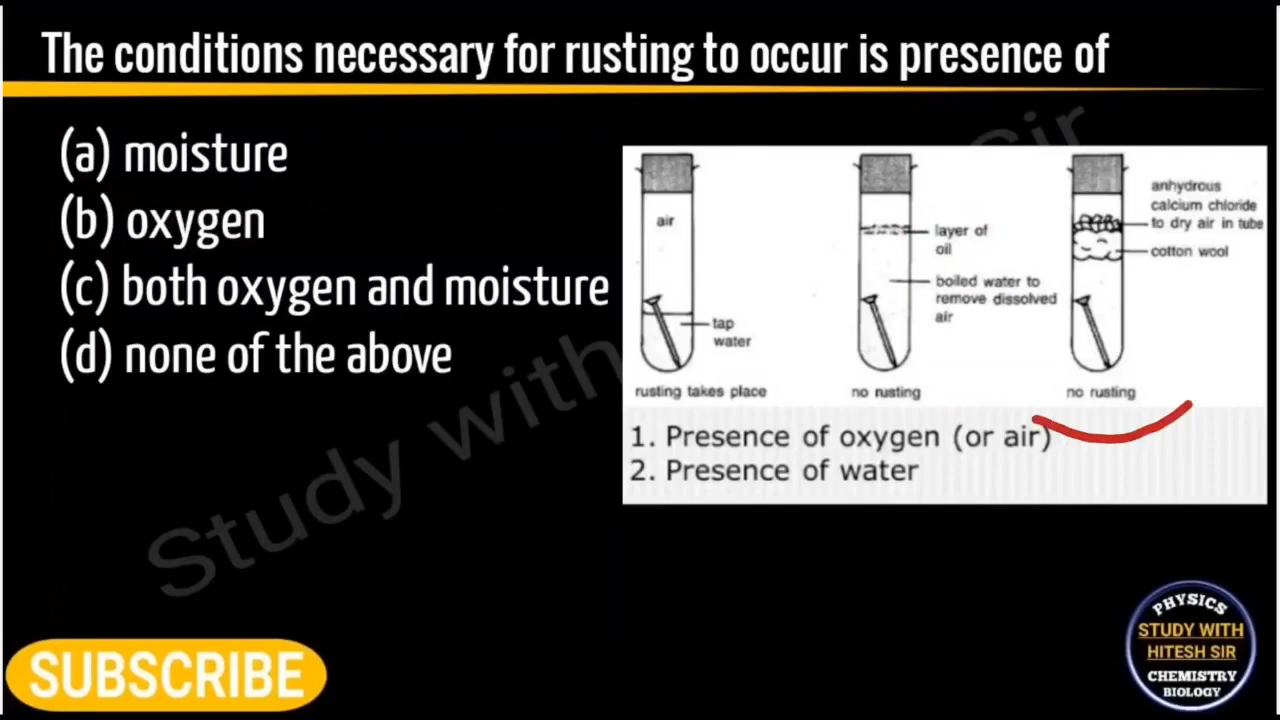 The conditions necessary for rusting to occur is presence of
(a) moisture
(b) oxygen
(c) both oxygen and moisture
(d) none of the above
air
tap
water
rusting takes place
layer of
oil
boiled water to
remove dissolved
air
no rusting
anhydrous
calcium chloride
to dry air in tube
cotton wool
no rusting
1. Presence of oxygen (or air)
2. Presence of water
Study with Sir
SUBSCRIBE
PHYSICS
STUDY WITH
HITESH SIR
CHEMISTRY
BIOLOGY